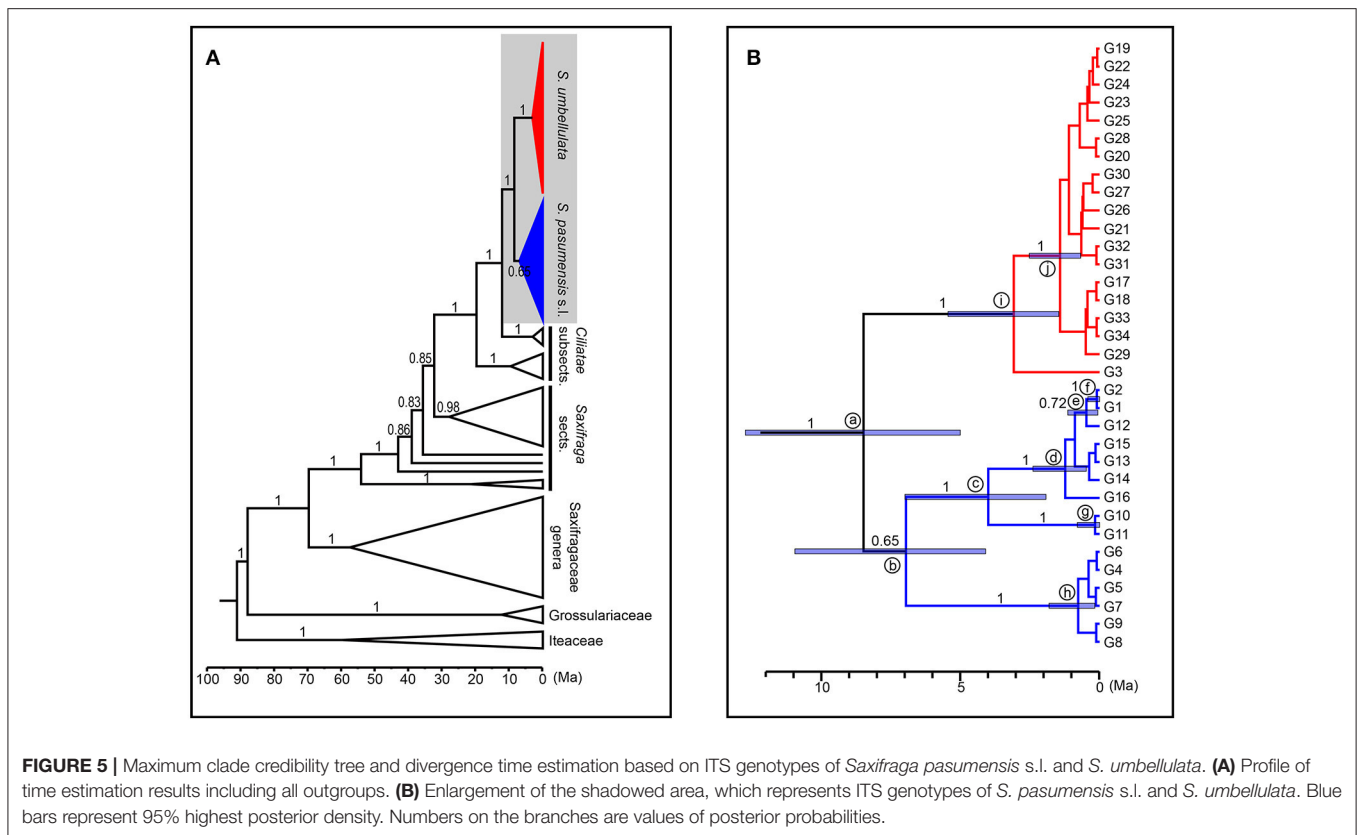 A
S. umbellulata
1
1
S. pasumensis s.l.
0.65
1
1
1
Ciliatae
subsects.
1
0.85
0.83
0.98
0.86
Saxifraga
sects.
1
1
1
1
Saxifragaceae
genera
1
1
Grossulariaceae
1
Iteaceae
100 90 80 70 60 50 40 30 20 10 0 (Ma)
B
G19
G22
G24
G23
G25
G28
G20
G30
G27
G26
G21
G32
1
G31
j
G17
G18
1 i
G33
G34
G29
G3
1 f G2
0.72 e G1
G12
1 a
G15
1 d G13
G14
1 c
G16
G10
1 g
G11
0.65
G6
b
G4
G5
1 h
G7
G9
G8
10 5 0 (Ma)
FIGURE 5 | Maximum clade credibility tree and divergence time estimation based on ITS genotypes of Saxifraga pasumensis s.l. and S. umbellulata. (A) Profile of
time estimation results including all outgroups. (B) Enlargement of the shadowed area, which represents ITS genotypes of S. pasumensis s.l. and S. umbellulata. Blue
bars represent 95% highest posterior density. Numbers on the branches are values of posterior probabilities.